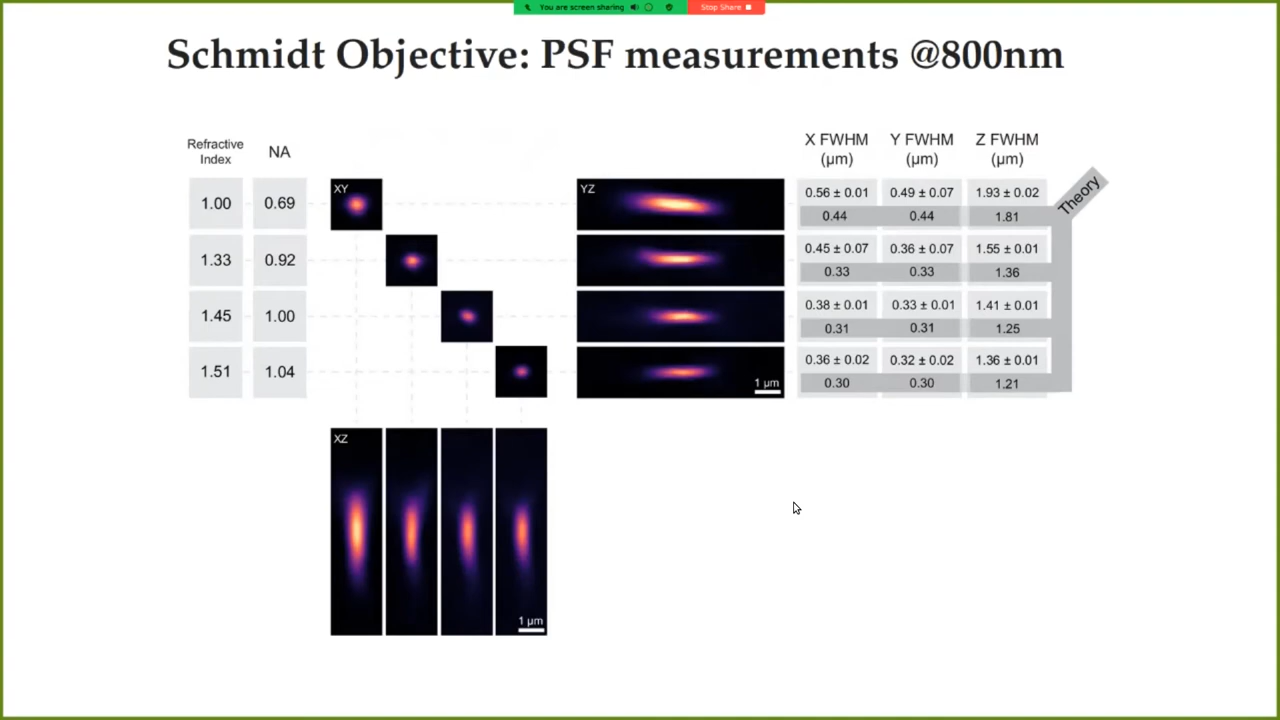 You are screen sharing
Stop Share
Schmidt Objective: PSF measurements @800nm
Refractive Index
NA
X FWHM (µm)
Y FWHM (µm)
Z FWHM (µm)
Theory
1.00 0.69 XY YZ 0.56 ± 0.01 0.49 ± 0.07 1.93 ± 0.02
0.44 0.44 1.81
1.33 0.92 0.45 ± 0.07 0.36 ± 0.07 1.55 ± 0.01
0.33 0.33 1.36
1.45 1.00 0.38 ± 0.01 0.33 ± 0.01 1.41 ± 0.01
0.31 0.31 1.25
1.51 1.04 0.36 ± 0.02 0.32 ± 0.02 1.36 ± 0.01
1 µm 0.30 0.30 1.21
XZ
1 µm